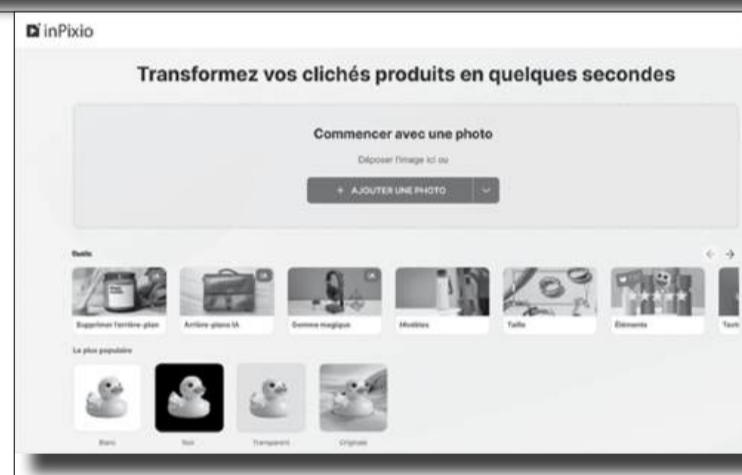 inPixio
Transformez vos clichés produits en quelques secondes
Commencer avec une photo
Déposer l'image ici ou
+ AJOUTER UNE PHOTO
Outils
Supprimer l'arrière-plan
Arrière-plans IA
Gomme magique
Modèles
Taille
Éléments
Le plus populaire
Blanc
Noir
Transparent
Originale